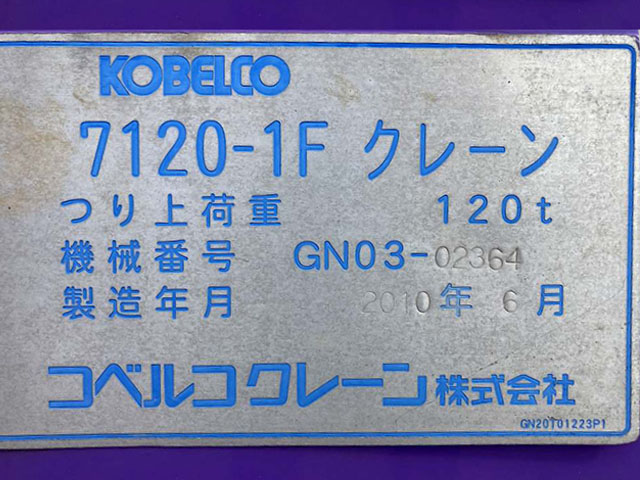 KOBELCO
7120-1F クレーン
つり上荷重 120t
機械番号 GN03-02364
製造年月 2010年 6月
コベルコクレーン株式会社
GN20T01223P1